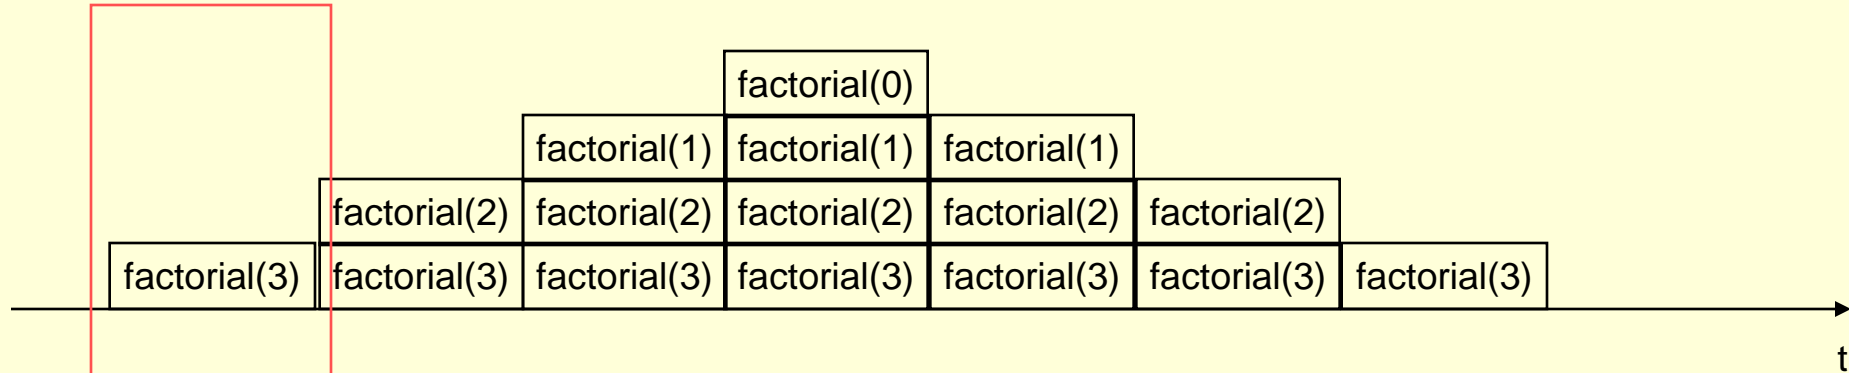 factorial(0)
factorial(1) factorial(1) factorial(1)
factorial(2) factorial(2) factorial(2) factorial(2) factorial(2)
factorial(3) factorial(3) factorial(3) factorial(3) factorial(3) factorial(3) factorial(3)
t